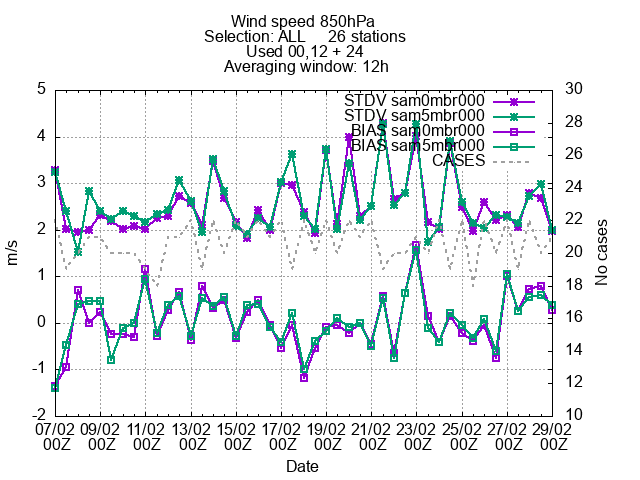 Wind speed 850hPa
Selection: ALL     26 stations
Used 00,12 + 24
Averaging window: 12h
STDV sam0mbr000
STDV sam5mbr000
BIAS sam0mbr000
BIAS sam5mbr000
CASES
5
4
3
2
1
0
-1
-2
m/s
30
28
26
24
22
20
18
16
14
12
10
No cases
07/02 09/02 11/02 13/02 15/02 17/02 19/02 21/02 23/02 25/02 27/02 29/02
00Z 00Z 00Z 00Z 00Z 00Z 00Z 00Z 00Z 00Z 00Z 00Z
Date